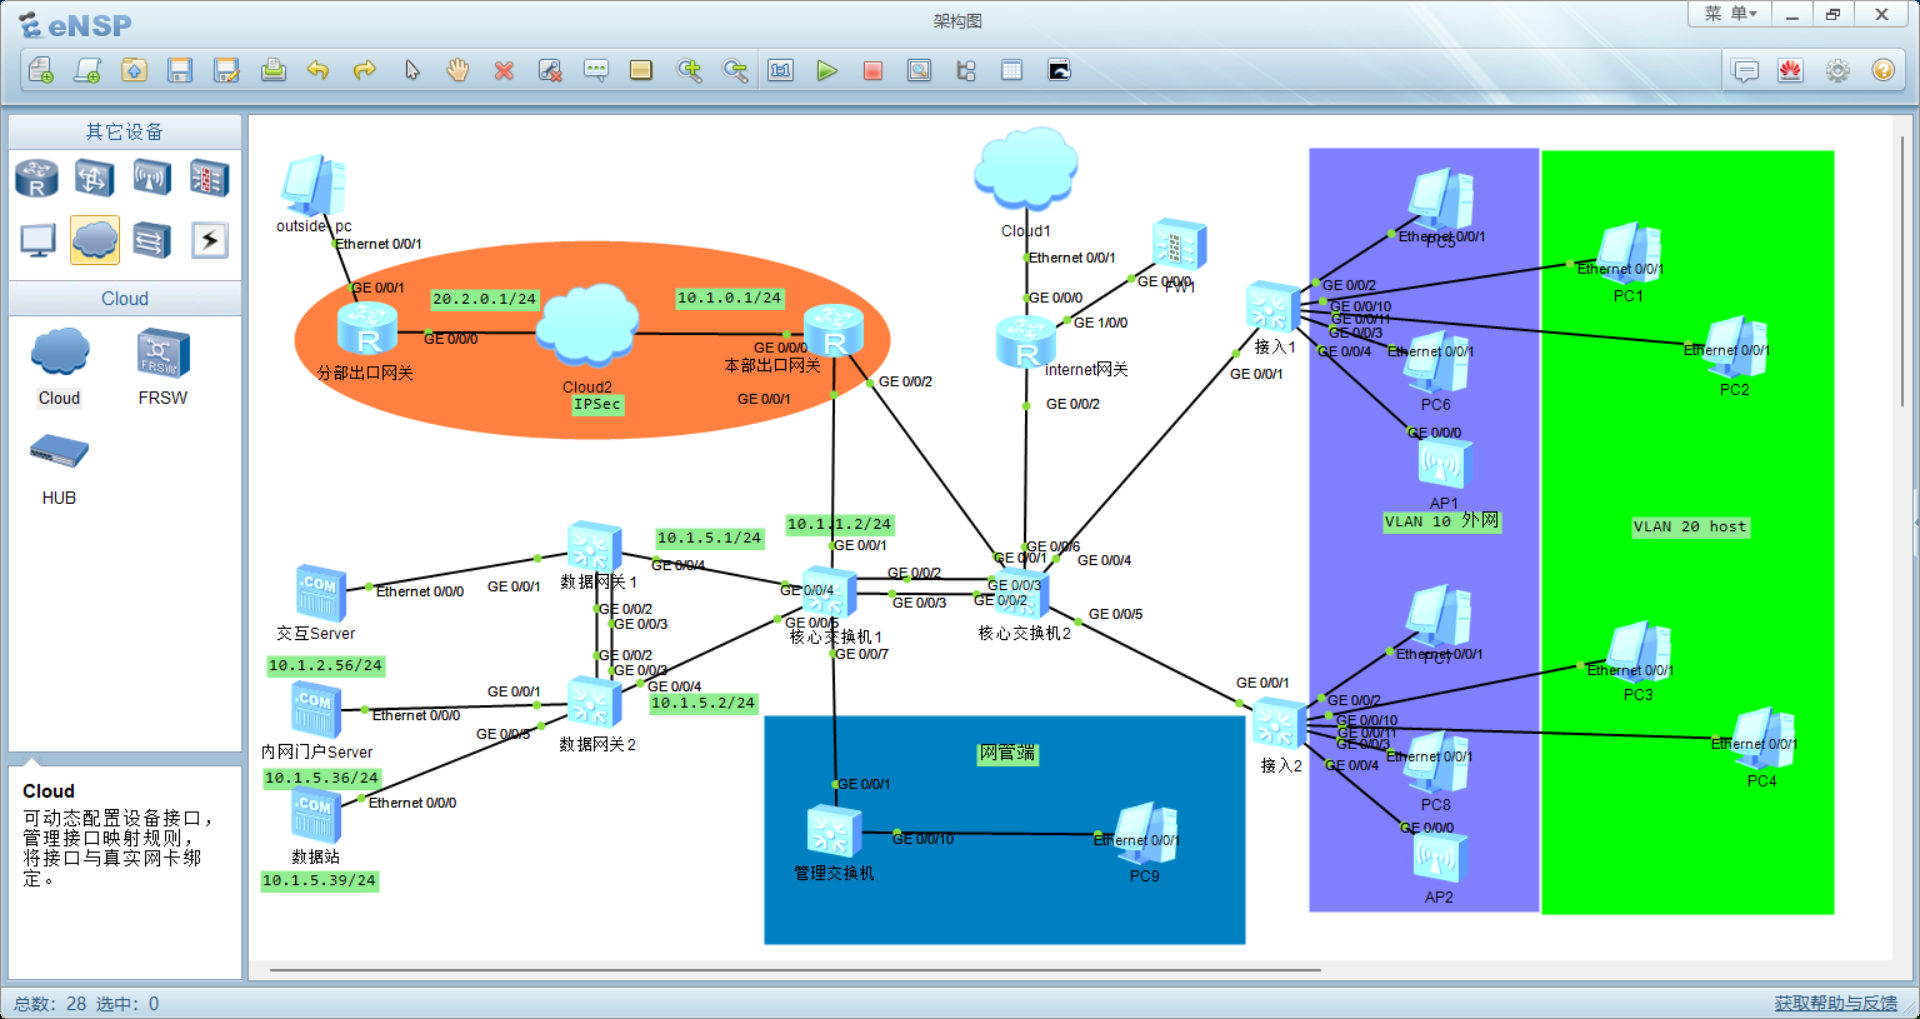 eNSP
架构图
菜 单
其它设备
Cloud
Cloud
FRSW
HUB
Cloud
可动态配置设备接口，
管理接口映射规则，
将接口与真实网卡绑
定。
outside-pc
Ethernet 0/0/1
GE 0/0/1
20.2.0.1/24
10.1.0.1/24
GE 0/0/0
GE 0/0/0
分部出口网关
本部出口网关
Cloud2
IPSec
GE 0/0/1
GE 0/0/2
Cloud1
Ethernet 0/0/1
GE 0/0/0
GE 0/0/0
FW1
GE 1/0/0
internet网关
GE 0/0/2
接入1
GE 0/0/1
GE 0/0/2
GE 0/0/10
GE 0/0/11
GE 0/0/3
GE 0/0/4
Ethernet 0/0/1
PC5
Ethernet 0/0/1
PC1
Ethernet 0/0/1
PC2
Ethernet 0/0/1
PC6
GE 0/0/0
AP1
VLAN 10 外网
VLAN 20 host
10.1.5.1/24
10.1.1.2/24
GE 0/0/1
GE 0/0/1
GE 0/0/6
GE 0/0/4
GE 0/0/4
GE 0/0/1
数据网关1
Ethernet 0/0/0
交互Server
GE 0/0/2
GE 0/0/3
GE 0/0/4
GE 0/0/2
GE 0/0/3
GE 0/0/3
GE 0/0/2
GE 0/0/5
GE 0/0/5
核心交换机1
核心交换机2
GE 0/0/7
10.1.2.56/24
GE 0/0/2
GE 0/0/3
GE 0/0/4
GE 0/0/1
10.1.5.2/24
Ethernet 0/0/0
GE 0/0/5
数据网关2
内网门户Server
10.1.5.36/24
Ethernet 0/0/0
数据站
10.1.5.39/24
网管端
GE 0/0/1
GE 0/0/10
Ethernet 0/0/1
管理交换机
PC9
GE 0/0/1
接入2
GE 0/0/2
GE 0/0/10
GE 0/0/11
GE 0/0/3
GE 0/0/4
Ethernet 0/0/1
PC7
Ethernet 0/0/1
PC3
Ethernet 0/0/1
PC4
Ethernet 0/0/1
PC8
GE 0/0/0
AP2
总数: 28 选中: 0
获取帮助与反馈